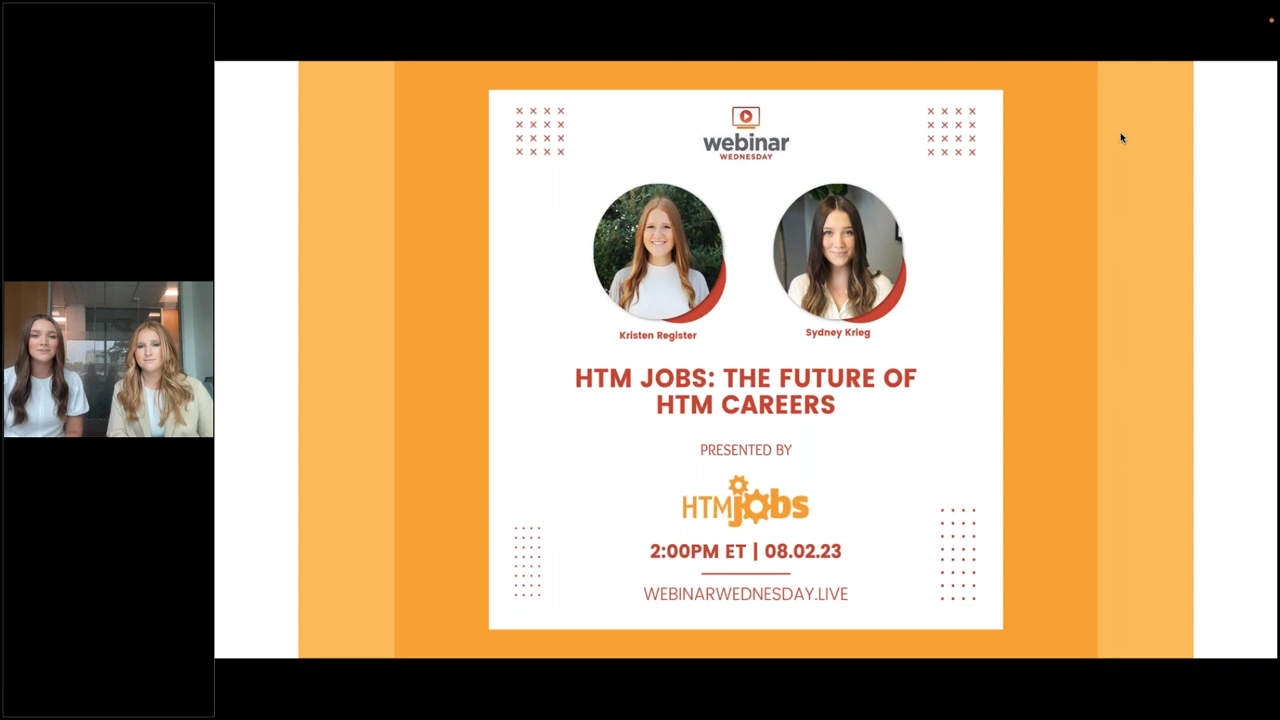 webinar
WEDNESDAY
Kristen Register
Sydney Krieg
HTM JOBS: THE FUTURE OF
HTM CAREERS
PRESENTED BY
HTMjobs
2:00PM ET | 08.02.23
WEBINARWEDNESDAY.LIVE